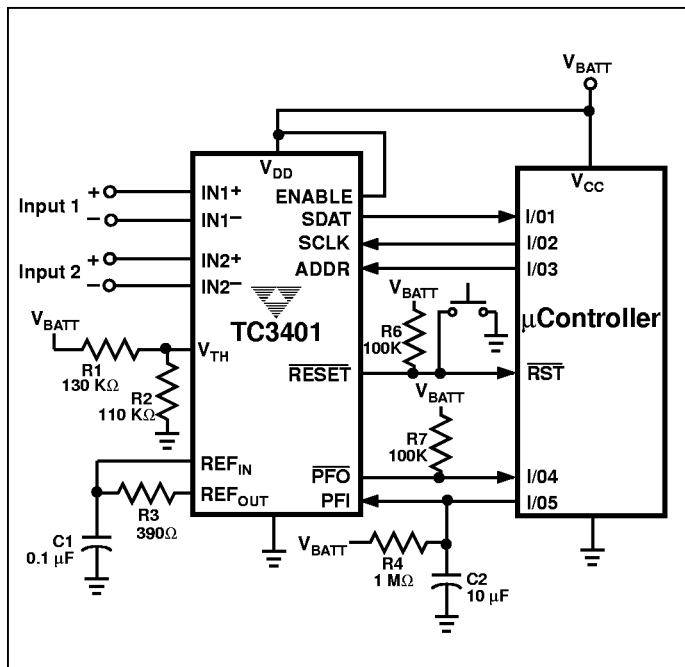 VBATT
VDD
VCC
ENABLE
Input 1
+
IN1+
–
IN1–
SDAT
I/01
SCLK
I/02
Input 2
+
IN2+
–
IN2–
ADDR
I/03
TC3401
µController
VBATT
R6
100K
VBATT
R1
130 KΩ
VTH
R2
110 KΩ
RESET
RST
VBATT
R7
100K
REFIN
PFO
I/04
REFOUT
PFI
I/05
R3
390Ω
C1
0.1 µF
VBATT
R4
1 MΩ
C2
10 µF